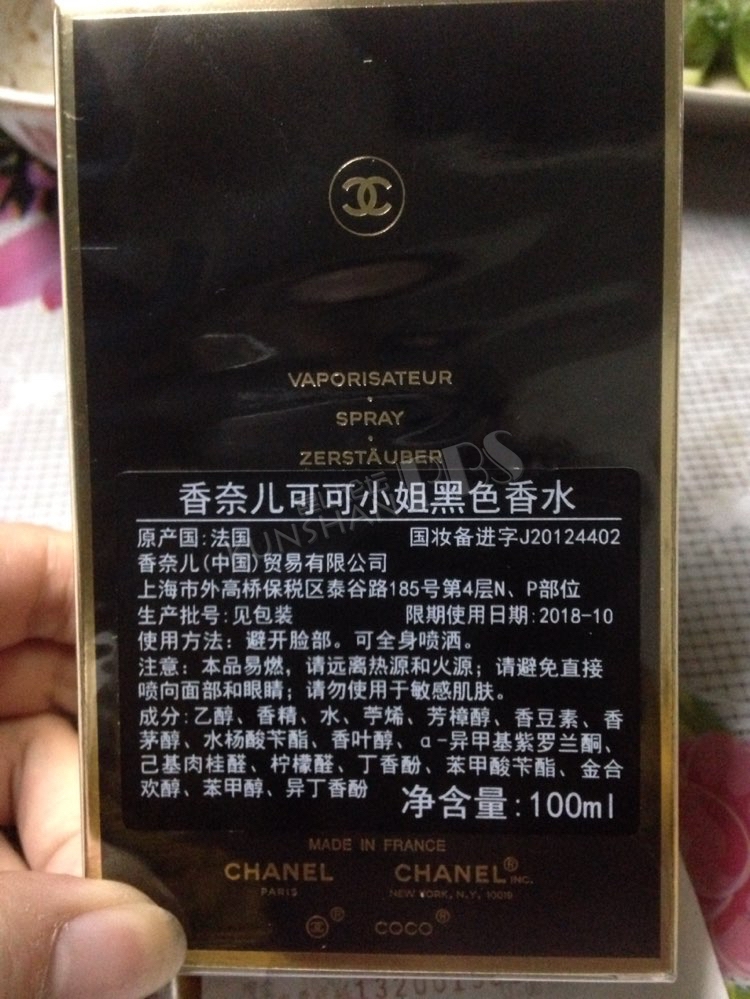 VAPORISATEUR
SPRAY
ZERSTÄUBER
香奈儿可可小姐黑色香水
原产国:法国 国妆备进字J20124402
香奈儿(中国)贸易有限公司
上海市外高桥保税区泰谷路185号第4层N、P部位
生产批号:见包装 限期使用日期:2018-10
使用方法:避开脸部。可全身喷洒。
注意:本品易燃,请远离热源和火源;请避免直接
喷向面部和眼睛;请勿使用于敏感肌肤。
成分:乙醇、香精、水、苧烯、芳樟醇、香豆素、香
茅醇、水杨酸苄酯、香叶醇、α-异甲基紫罗兰酮、
己基肉桂醛、柠檬醛、丁香酚、苯甲酸苄酯、金合
欢醇、苯甲醇、异丁香酚 净含量:100ml
MADE IN FRANCE
CHANEL CHANEL® INC.
PARIS NEW YORK, N.Y. 10019
® COCO®
KUNSHAN BBS